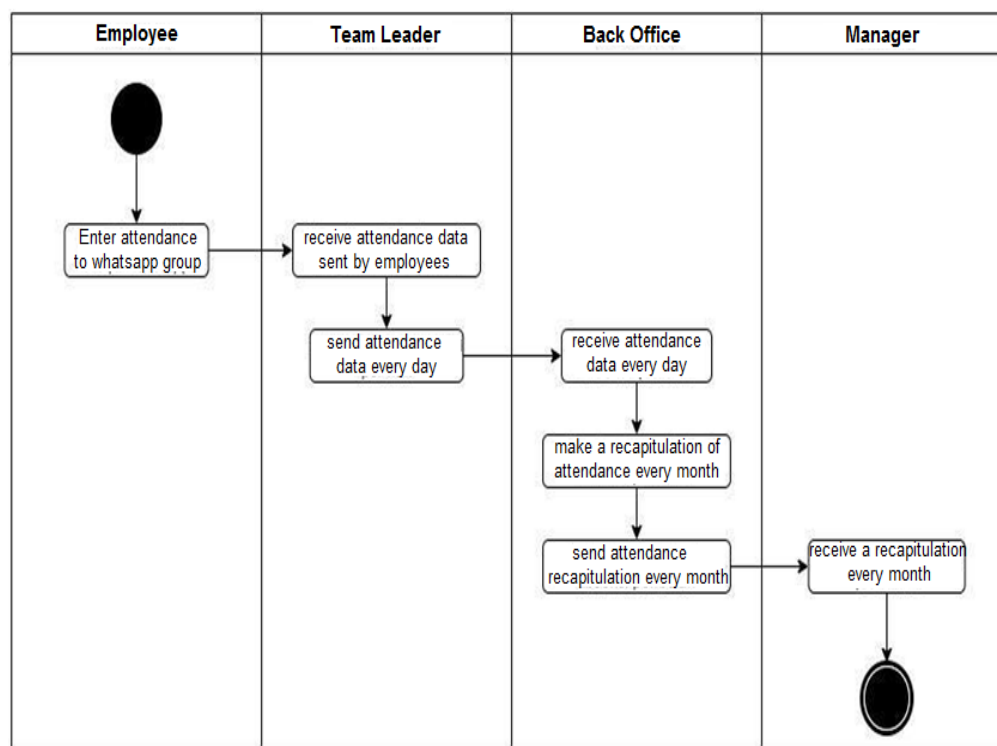 Employee
Team Leader
Back Office
Manager
Enter attendance
to whatsapp group
receive attendance data
sent by employees
send attendance
data every day
receive attendance
data every day
make a recapitulation of
attendance every month
send attendance
recapitulation every month
receive a recapitulation
every month